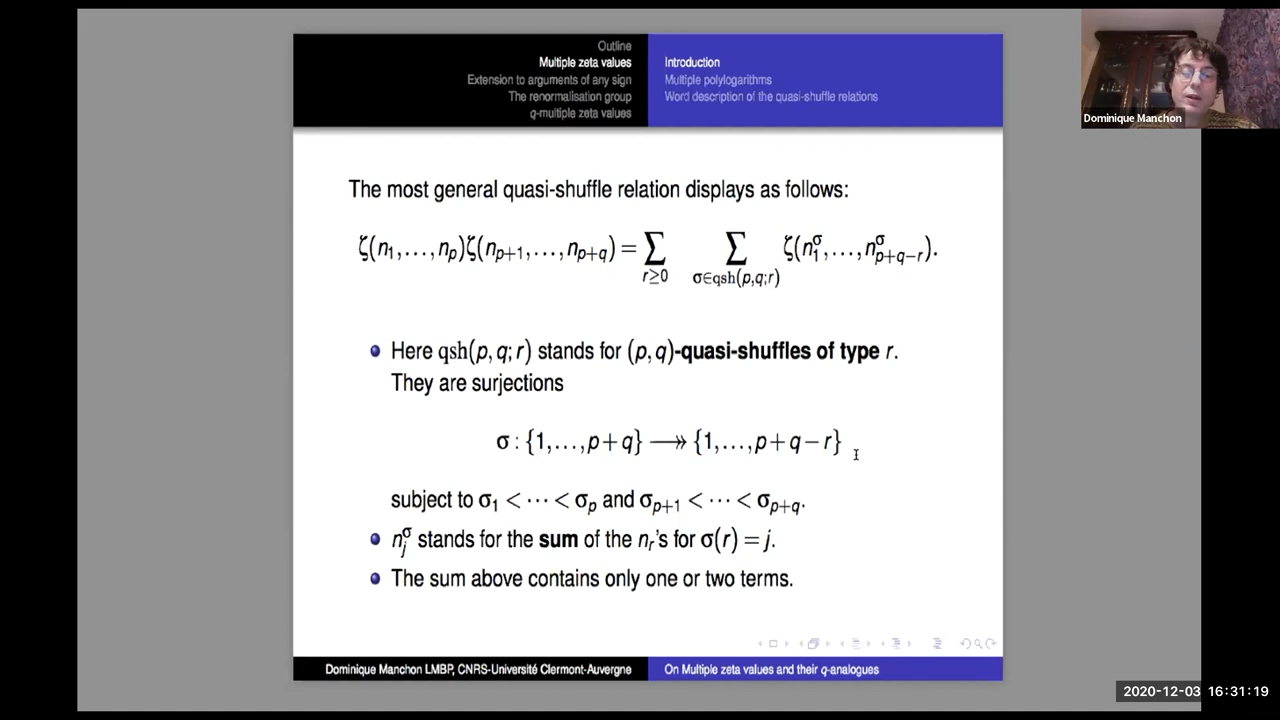 Outline
Multiple zeta values
Extension to arguments of any sign
The renormalisation group
q-multiple zeta values
Introduction
Multiple polylogarithms
Word description of the quasi-shuffle relations
Dominique Manchon
The most general quasi-shuffle relation displays as follows:
ζ(n₁,…,nₚ)ζ(nₚ₊₁,…,nₚ₊q) = ∑_{r≥0} ∑_{σ∈qsh(p,q;r)} ζ(n₁^σ,…,n^σ_{p+q−r}).
Here qsh(p,q;r) stands for (p,q)-quasi-shuffles of type r.
They are surjections
σ : {1,…,p+q} ↠ {1,…,p+q−r}
subject to σ₁ < ⋯ < σₚ and σₚ₊₁ < ⋯ < σₚ₊q.
n_j^σ stands for the sum of the n_r's for σ(r) = j.
The sum above contains only one or two terms.
Dominique Manchon LMBP, CNRS-Université Clermont-Auvergne
On Multiple zeta values and their q-analogues
2020-12-03 16:31:19